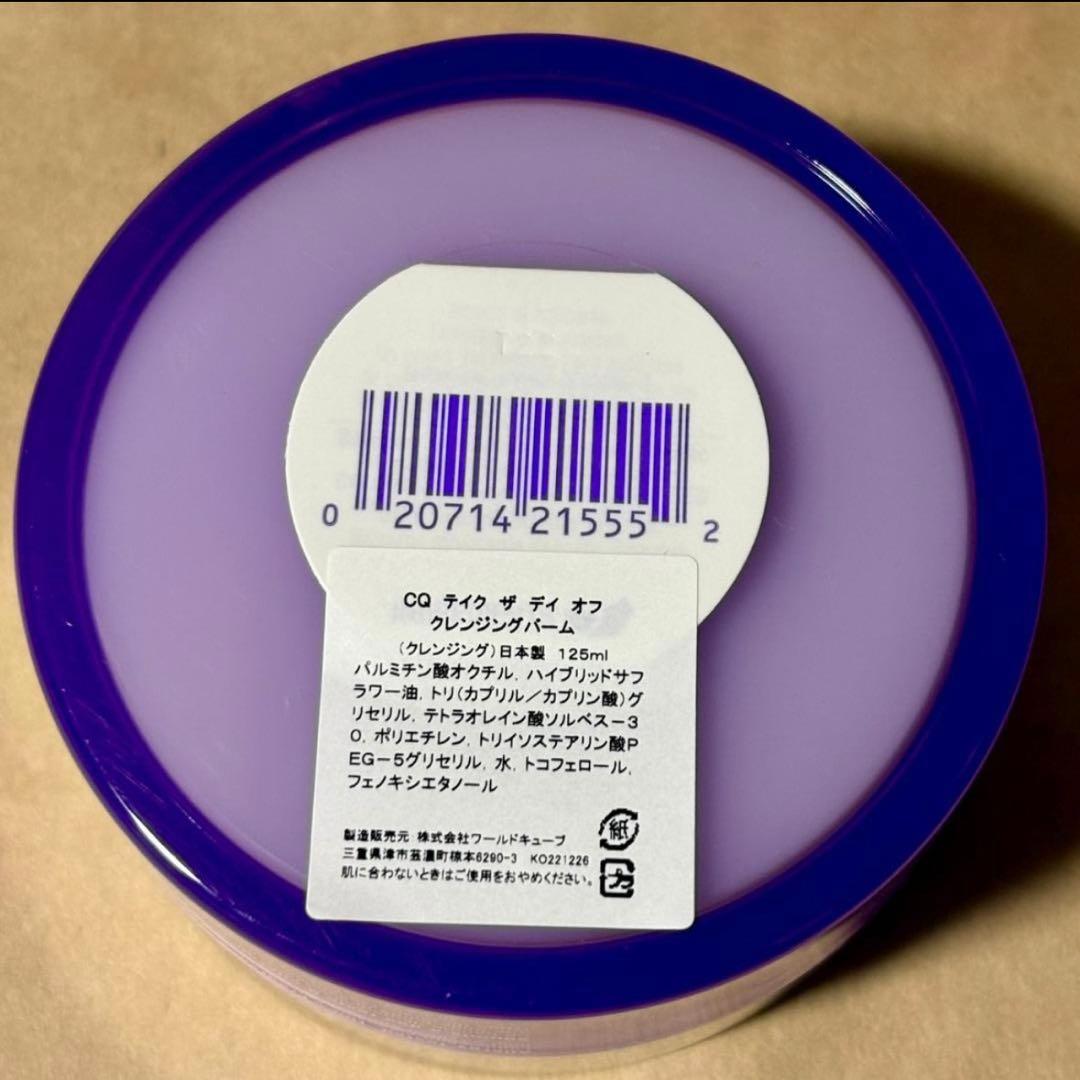 0 20714 21555 2
CQ テイク ザ デイ オフ
クレンジングバーム
(クレンジング)日本製 125ml
パルミチン酸オクチル, ハイブリッドサフ
ラワー油, トリ(カプリル/カプリン酸)グ
リセリル, テトラオレイン酸ソルベス-3
0, ポリエチレン, トリイソステアリン酸P
EG-5グリセリル, 水, トコフェロール,
フェノキシエタノール
製造販売元:株式会社ワールドキューブ
三重県津市芸濃町椋本6290-3 KO221226
肌に合わないときはご使用をおやめください。
紙
プラ